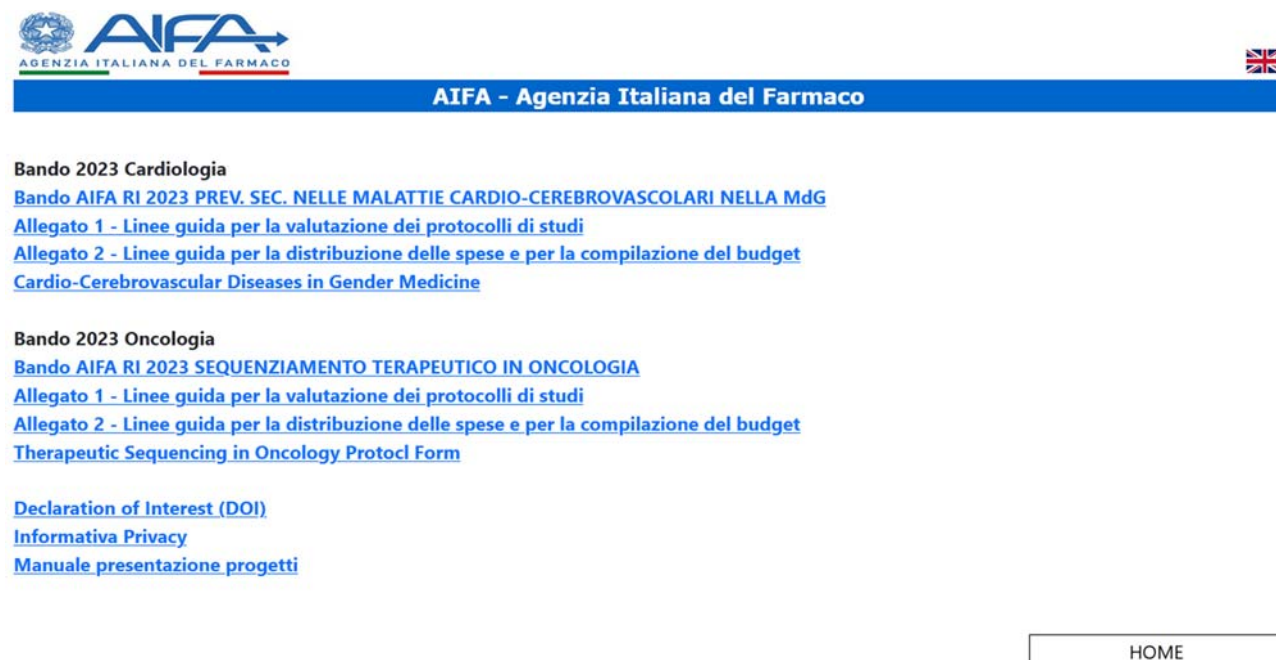 AIFA
AGENZIA ITALIANA DEL FARMACO
AIFA - Agenzia Italiana del Farmaco
Bando 2023 Cardiologia
Bando AIFA RI 2023 PREV. SEC. NELLE MALATTIE CARDIO-CEREBROVASCOLARI NELLA MdG
Allegato 1 - Linee guida per la valutazione dei protocolli di studi
Allegato 2 - Linee guida per la distribuzione delle spese e per la compilazione del budget
Cardio-Cerebrovascular Diseases in Gender Medicine
Bando 2023 Oncologia
Bando AIFA RI 2023 SEQUENZIAMENTO TERAPEUTICO IN ONCOLOGIA
Allegato 1 - Linee guida per la valutazione dei protocolli di studi
Allegato 2 - Linee guida per la distribuzione delle spese e per la compilazione del budget
Therapeutic Sequencing in Oncology Protocl Form
Declaration of Interest (DOI)
Informativa Privacy
Manuale presentazione progetti
HOME